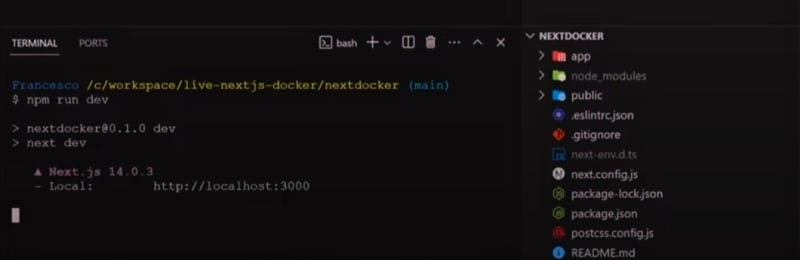 TERMINAL PORTS bash
Francesco /c/workspace/live-nextjs-docker/nextdocker (main)
$ npm run dev
> nextdocker@0.1.0 dev
> next dev
▲ Next.js 14.0.3
- Local: http://localhost:3000
NEXTDOCKER
app
node_modules
public
.eslintrc.json
.gitignore
next-env.d.ts
next.config.js
package-lock.json
package.json
postcss.config.js
README.md